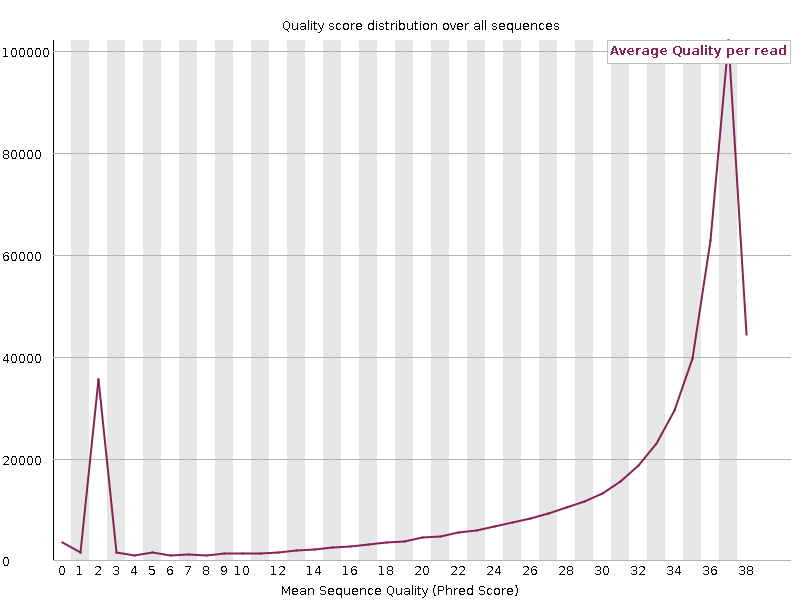 Quality score distribution over all sequences
Average Quality per read
100000
80000
60000
40000
20000
0
0 1 2 3 4 5 6 7 8 9 10 12 14 16 18 20 22 24 26 28 30 32 34 36 38
Mean Sequence Quality (Phred Score)